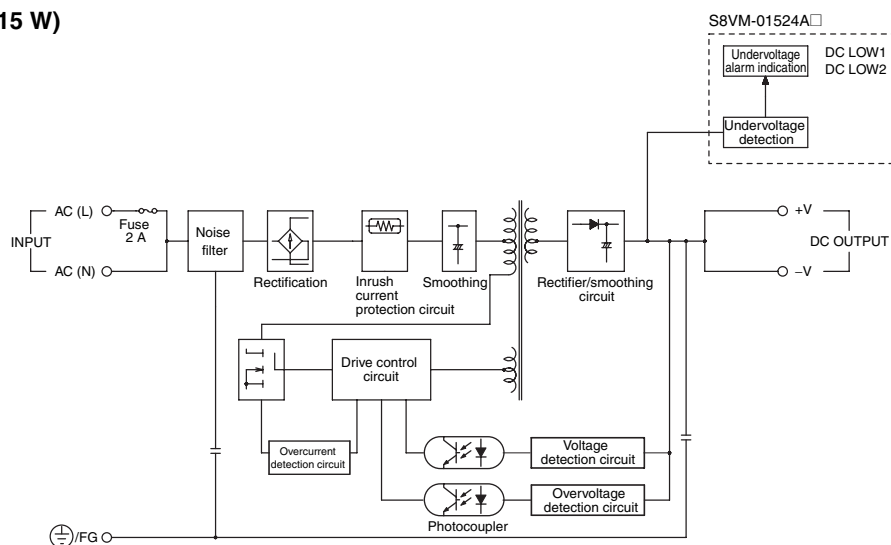 15 W)
S8VM-01524A□
Undervoltage
alarm indication
DC LOW1
DC LOW2
Undervoltage
detection
INPUT
AC (L)
Fuse
2 A
AC (N)
Noise
filter
Rectification
Inrush
current
protection circuit
Smoothing
Rectifier/smoothing
circuit
+V
DC OUTPUT
–V
Drive control
circuit
Overcurrent
detection circuit
Voltage
detection circuit
Overvoltage
detection circuit
Photocoupler
/FG